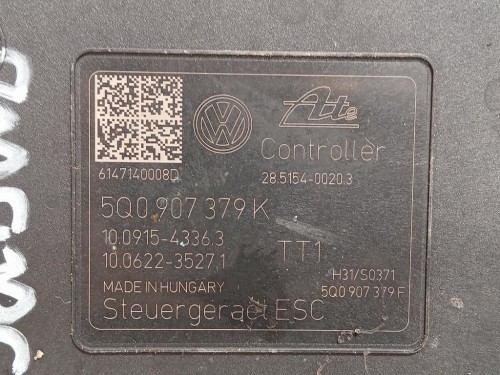 Ate
Controller
6147140008D 28.5154-0020.3
5Q0 907 379 K
10.0915-4336.3
10.0622-3527.1 TT1
H31/S0371
MADE IN HUNGARY 5Q0 907 379 F
Steuergeraet ESC